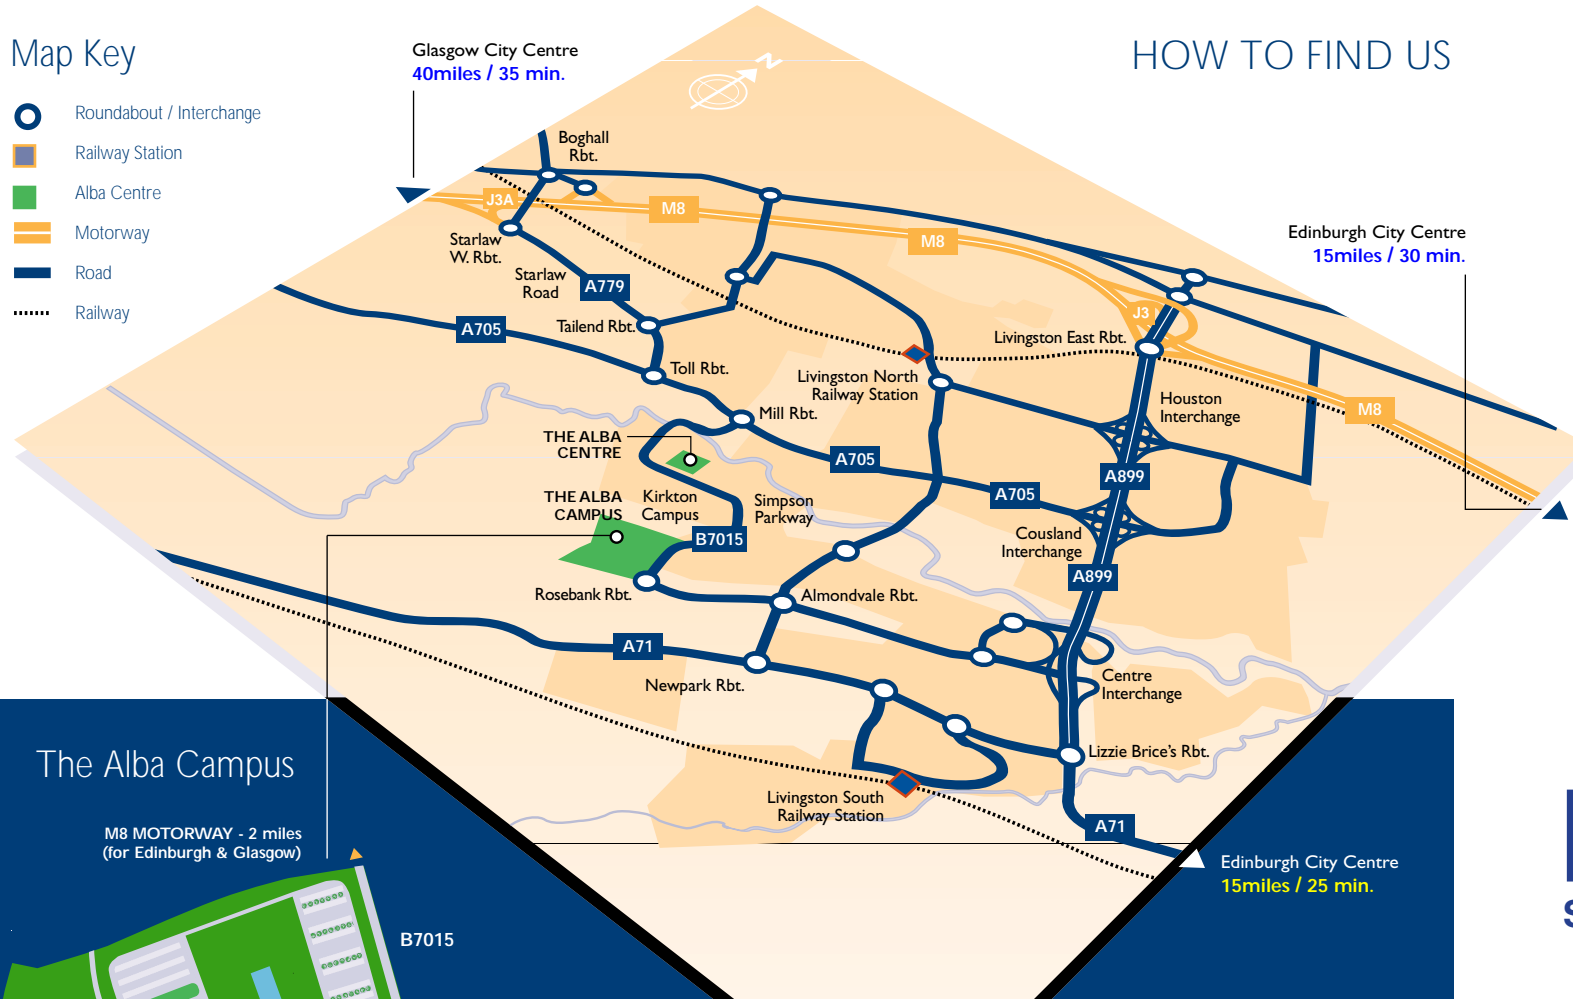 Map Key
Roundabout / Interchange
Railway Station
Alba Centre
Motorway
Road
Railway
HOW TO FIND US
Glasgow City Centre
40miles / 35 min.
N
Boghall
Rbt.
J3A
M8
M8
Starlaw
W. Rbt.
Starlaw
Road
A779
A705
Tailend Rbt.
Toll Rbt.
Mill Rbt.
Edinburgh City Centre
15miles / 30 min.
J3
Livingston East Rbt.
Livingston North
Railway Station
Houston
Interchange
M8
THE ALBA
CENTRE
A705
A899
A705
THE ALBA
CAMPUS
Kirkton
Campus
Simpson
Parkway
B7015
Cousland
Interchange
A899
Rosebank Rbt.
Almondvale Rbt.
A71
Newpark Rbt.
Centre
Interchange
Lizzie Brice's Rbt.
Livingston South
Railway Station
A71
Edinburgh City Centre
15miles / 25 min.
The Alba Campus
M8 MOTORWAY - 2 miles
(for Edinburgh & Glasgow)
B7015